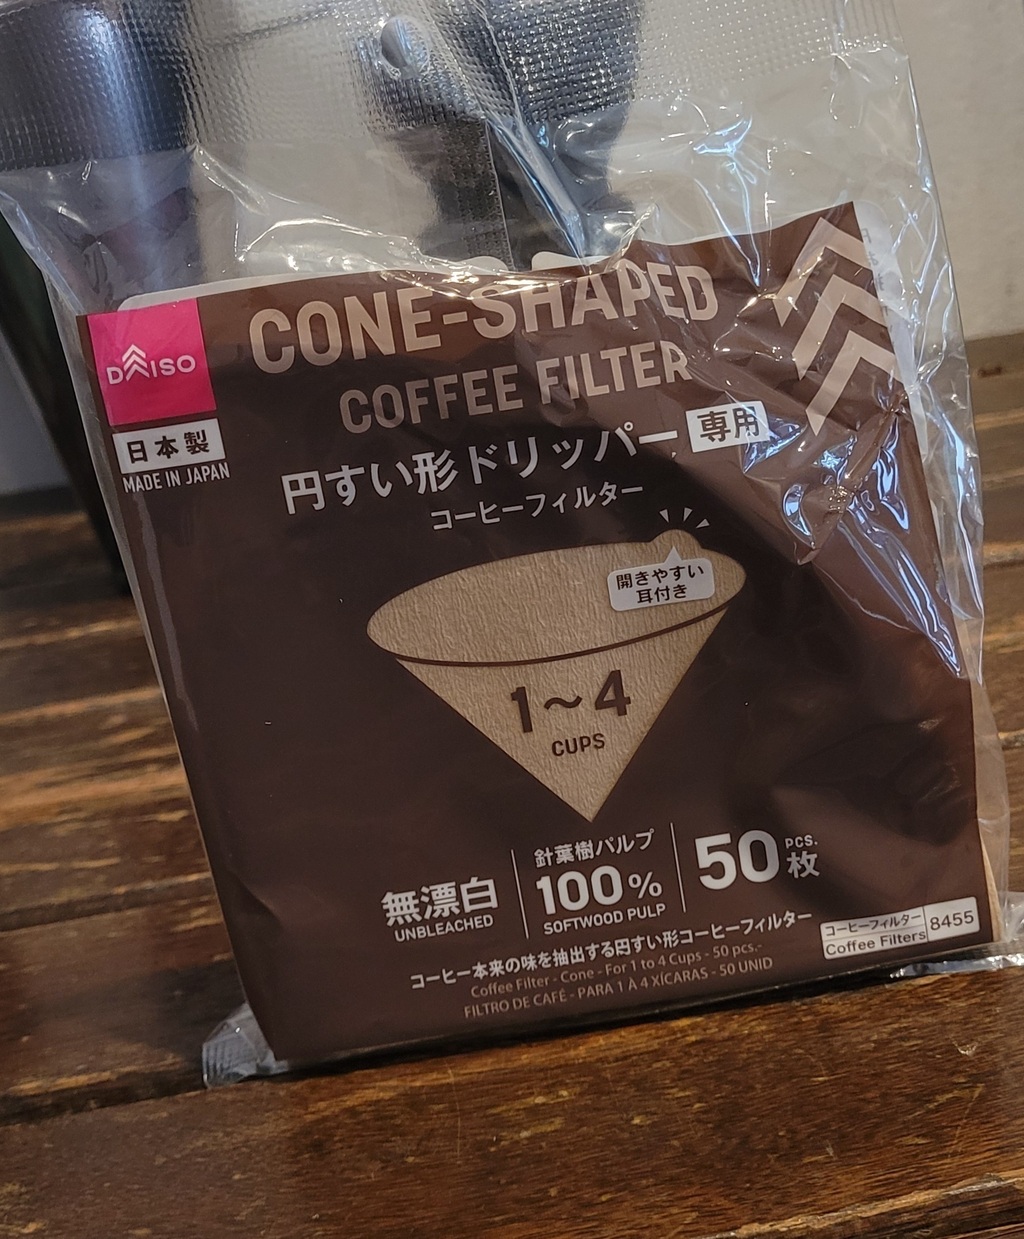 CONE-SHAPED
COFFEE FILTER
DAISO
日本製
MADE IN JAPAN
円すい形ドリッパー専用
コーヒーフィルター
開きやすい
耳付き
1~4
CUPS
無漂白
UNBLEACHED
針葉樹パルプ
100%
SOFTWOOD PULP
50 PCS.
枚
コーヒー本来の味を抽出する円すい形コーヒーフィルター
Coffee Filter - Cone - For 1 to 4 Cups - 50 pcs.-
FILTRO DE CAFÉ - PARA 1 A 4 XÍCARAS - 50 UNID
コーヒーフィルター
Coffee Filters
8455